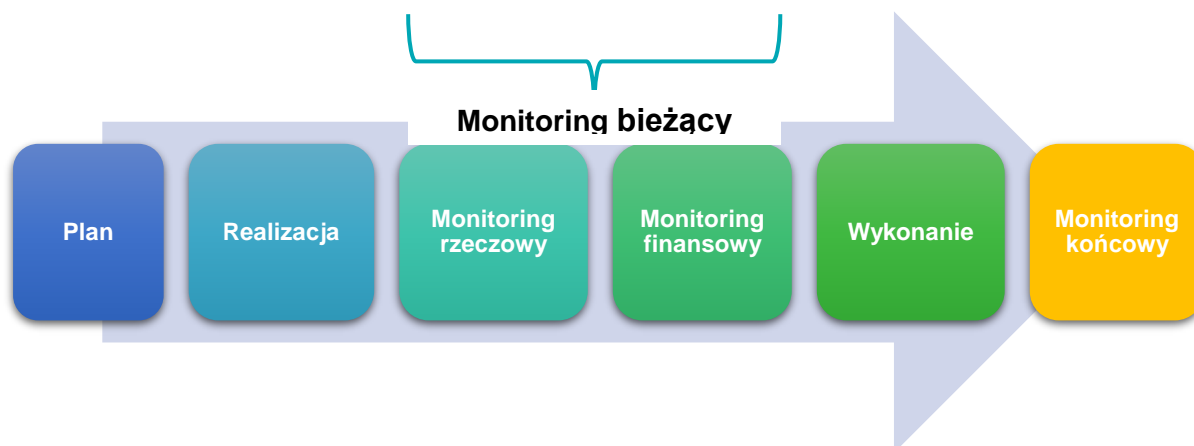 Monitoring bieżący
Plan
Realizacja
Monitoring
rzeczowy
Monitoring
finansowy
Wykonanie
Monitoring
końcowy